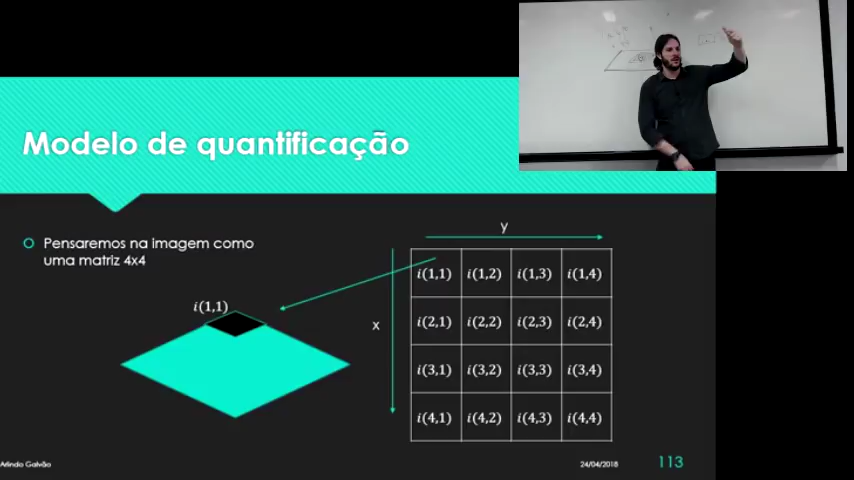 Modelo de quantificação
Pensaremos na imagem como
uma matriz 4x4
i(1,1)
y
x
i(1,1) i(1,2) i(1,3) i(1,4)
i(2,1) i(2,2) i(2,3) i(2,4)
i(3,1) i(3,2) i(3,3) i(3,4)
i(4,1) i(4,2) i(4,3) i(4,4)
Arlindo Galvão
24/04/2018
113